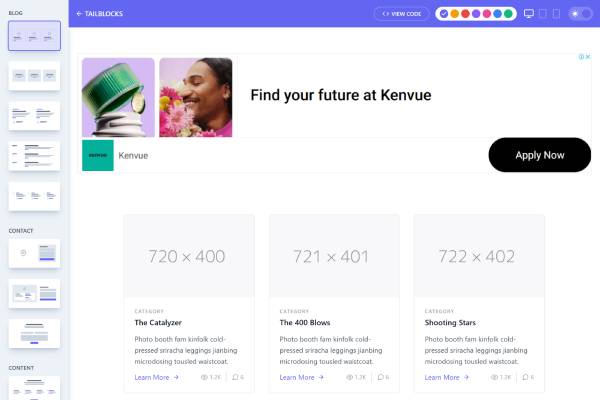 BLOG
TAILBLOCKS
VIEW CODE
Find your future at Kenvue
kenvue
Kenvue
Apply Now
CONTACT
CONTENT
720 × 400
721 × 401
722 × 402
CATEGORY
CATEGORY
CATEGORY
The Catalyzer
The 400 Blows
Shooting Stars
Photo booth fam kinfolk cold-
pressed sriracha leggings jianbing
microdosing tousled waistcoat.
Photo booth fam kinfolk cold-
pressed sriracha leggings jianbing
microdosing tousled waistcoat.
Photo booth fam kinfolk cold-
pressed sriracha leggings jianbing
microdosing tousled waistcoat.
Learn More 1.2K 6
Learn More 1.2K 6
Learn More 1.2K 6